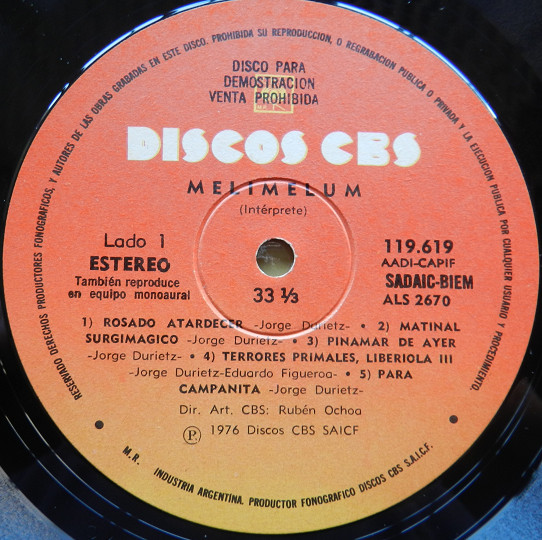 RESERVADO DERECHOS PRODUCTORES FONOGRAFICOS, Y AUTORES DE LAS OBRAS GRABADAS EN ESTE DISCO. PROHIBIDA SU REPRODUCCION, O REGRABACION PUBLICA O PRIVADA Y LA EJECUCION PUBLICA POR CUALQUIER USUARIO Y PROCEDIMIENTO.
DISCO PARA
DEMOSTRACION
VENTA PROHIBIDA
DISCOS CBS
MELIMELUM
(Intérprete)
Lado 1
ESTEREO
También reproduce
en equipo monoaural
33 ⅓
119.619
AADI-CAPIF
SADAIC-BIEM
ALS 2670
1) ROSADO ATARDECER -Jorge Durietz- • 2) MATINAL
SURGIMAGICO -Jorge Durietz- • 3) PINAMAR DE AYER
-Jorge Durietz- • 4) TERRORES PRIMALES, LIBERIOLA III
-Jorge Durietz-Eduardo Figueroa- • 5) PARA
CAMPANITA -Jorge Durietz-
Dir. Art. CBS: Rubén Ochoa
Ⓟ 1976 Discos CBS SAICF
M.R. INDUSTRIA ARGENTINA. PRODUCTOR FONOGRAFICO DISCOS CBS S.A.I.C.F.